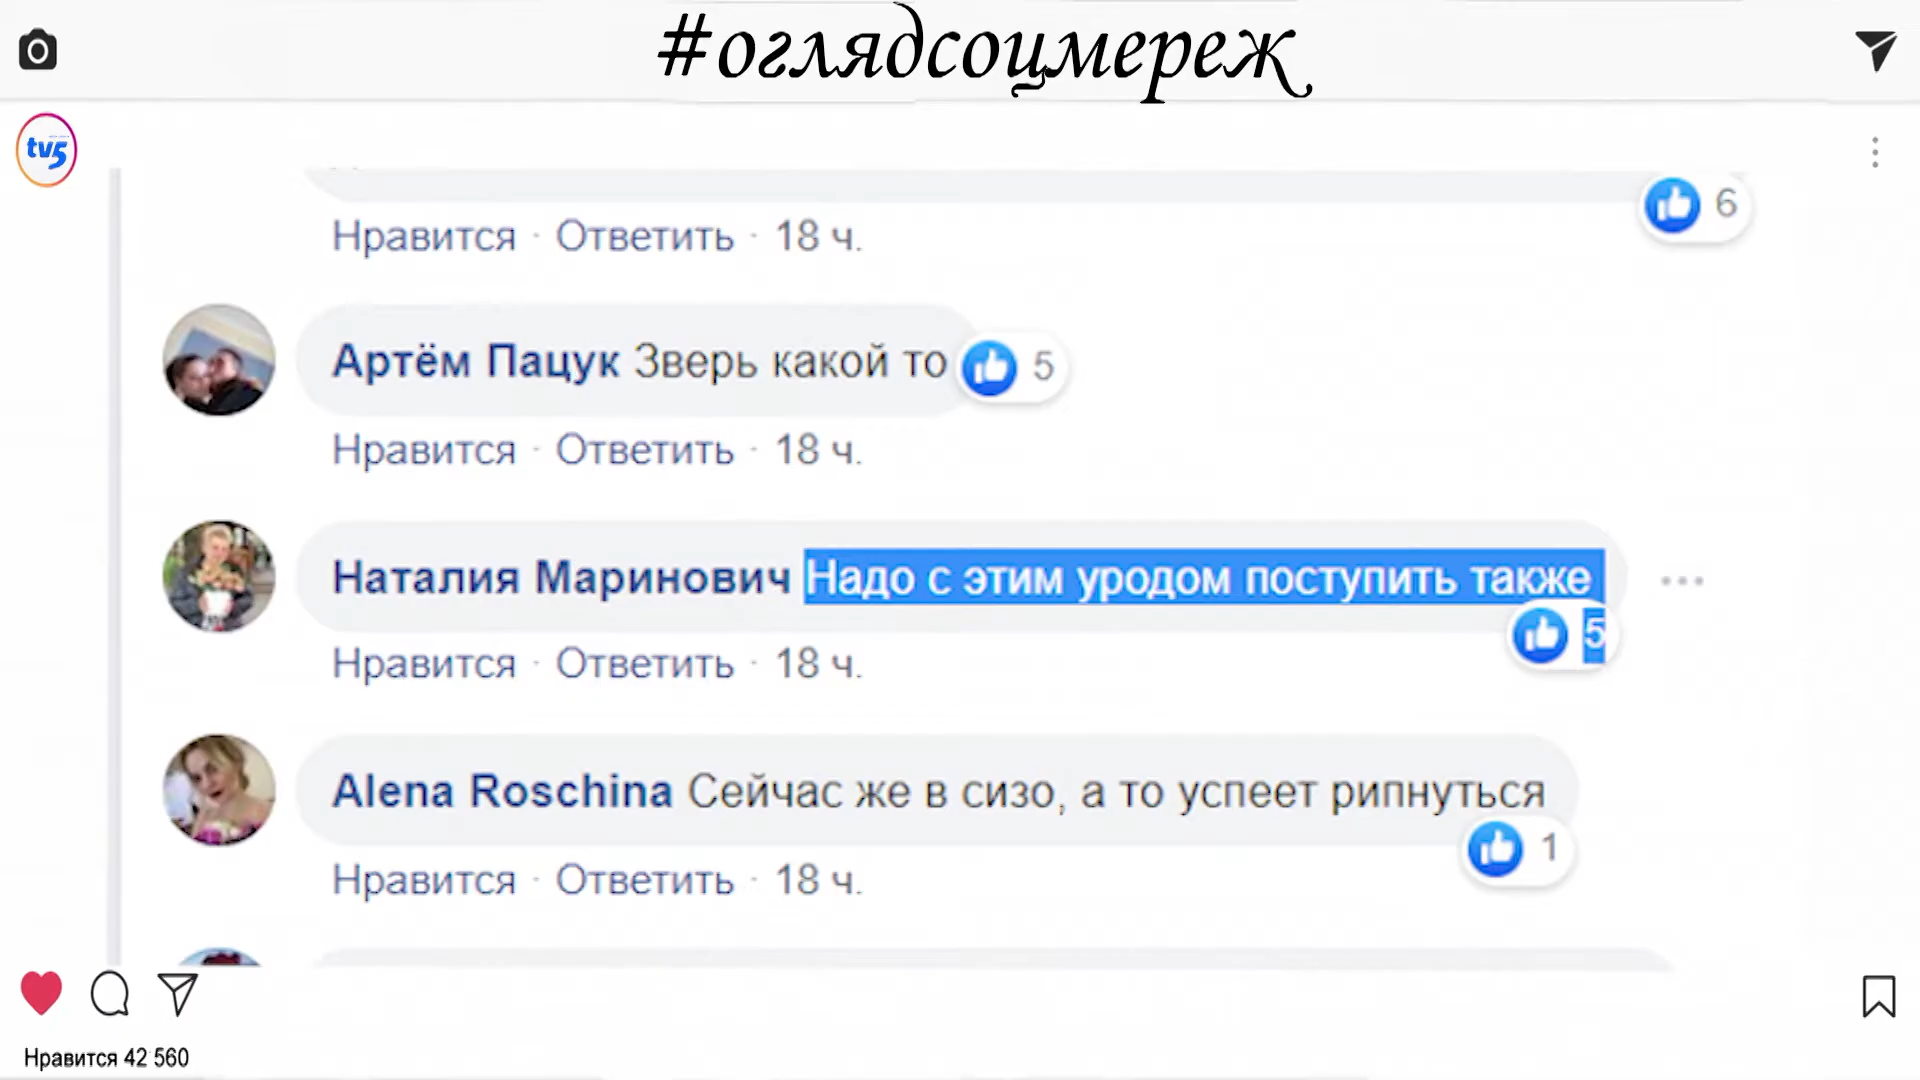 #оглядсоцмереж
tv5
6
Нравится · Ответить · 18 ч.
Артём Пацук Зверь какой то 5
Нравится · Ответить · 18 ч.
Наталия Маринович Надо с этим уродом поступить также
5
Нравится · Ответить · 18 ч.
Alena Roschina Сейчас же в сизо, а то успеет рипнуться
1
Нравится · Ответить · 18 ч.
Нравится 42 560